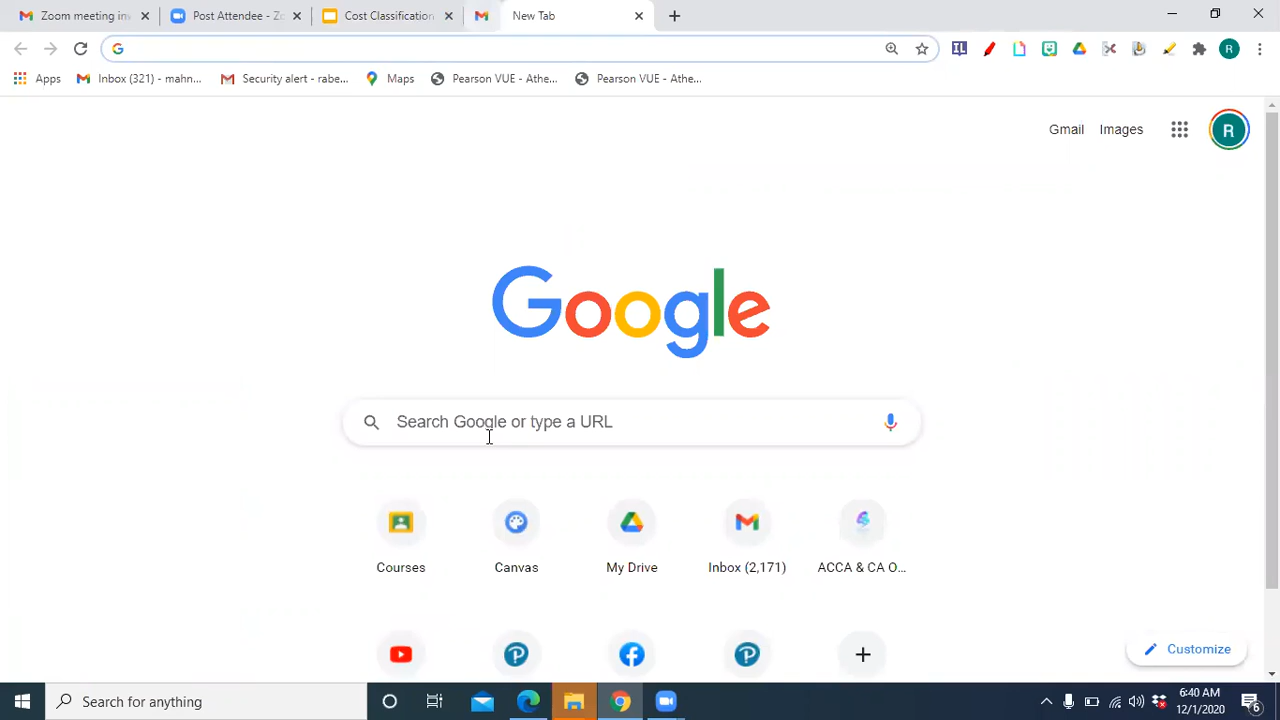 Zoom meeting in
Post Attendee - Zo
Cost Classification
New Tab
Apps
Inbox (321) - mahn...
Security alert - rabe...
Maps
Pearson VUE - Athe...
Pearson VUE - Athe...
Gmail
Images
R
R
IL
Google
Search Google or type a URL
Courses
Canvas
My Drive
Inbox (2,171)
ACCA & CA O...
Customize
Search for anything
6:40 AM
12/1/2020
6